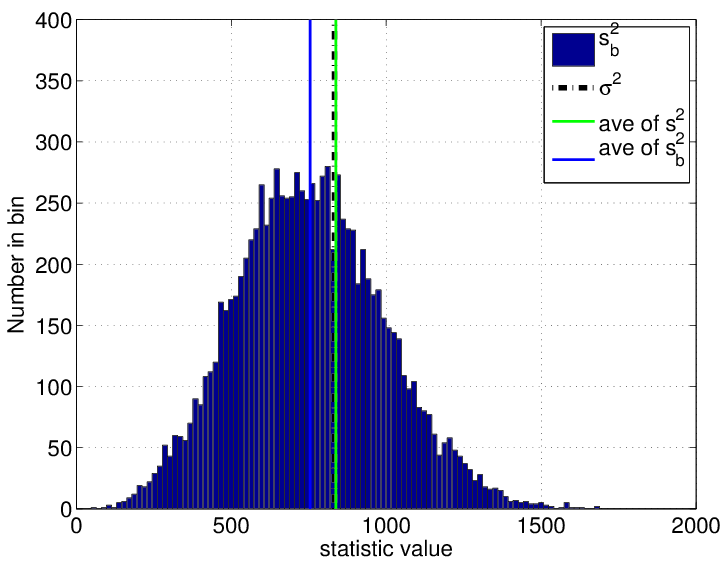 400
350
300
250
200
150
100
50
0
0
500
1000
1500
2000
Number in bin
statistic value
s_b^2
σ^2
ave of s^2
ave of s_b^2